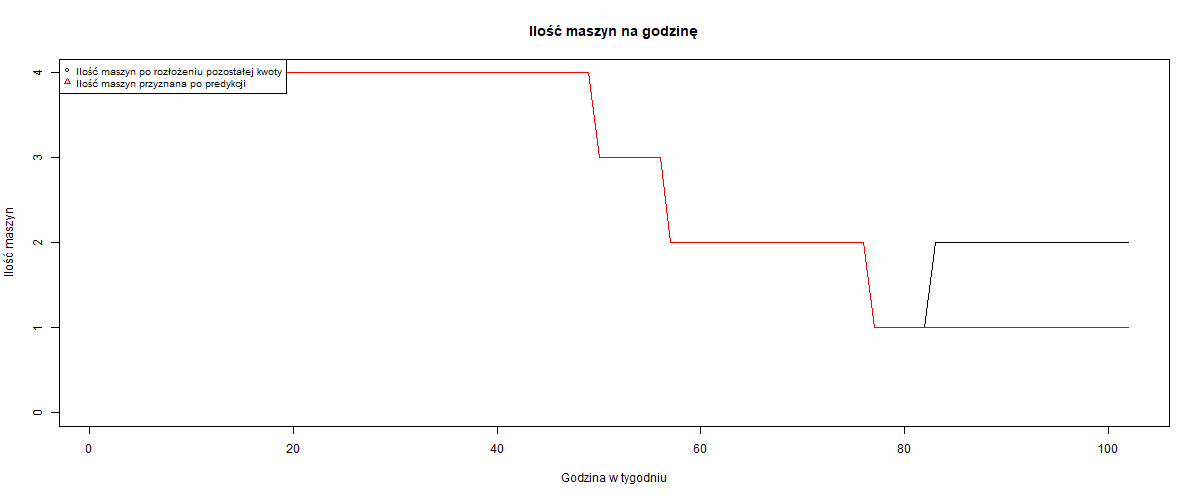 Ilość maszyn na godzinę
Ilość maszyn po rozłożeniu pozostałej kwoty
Ilość maszyn przyznana po predykcji
Ilość maszyn
4
3
2
1
0
0 20 40 60 80 100
Godzina w tygodniu